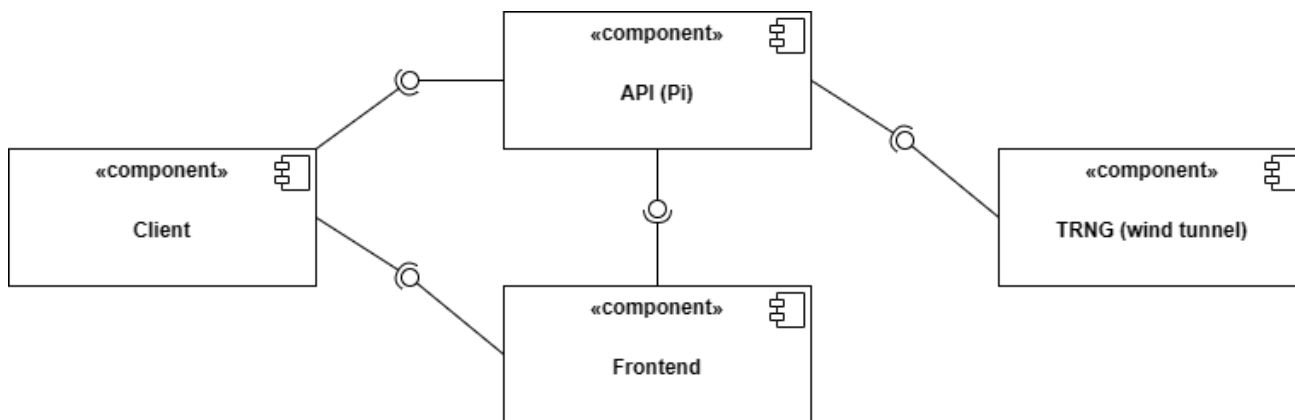 «component»
API (Pi)
«component»
Client
«component»
TRNG (wind tunnel)
«component»
Frontend